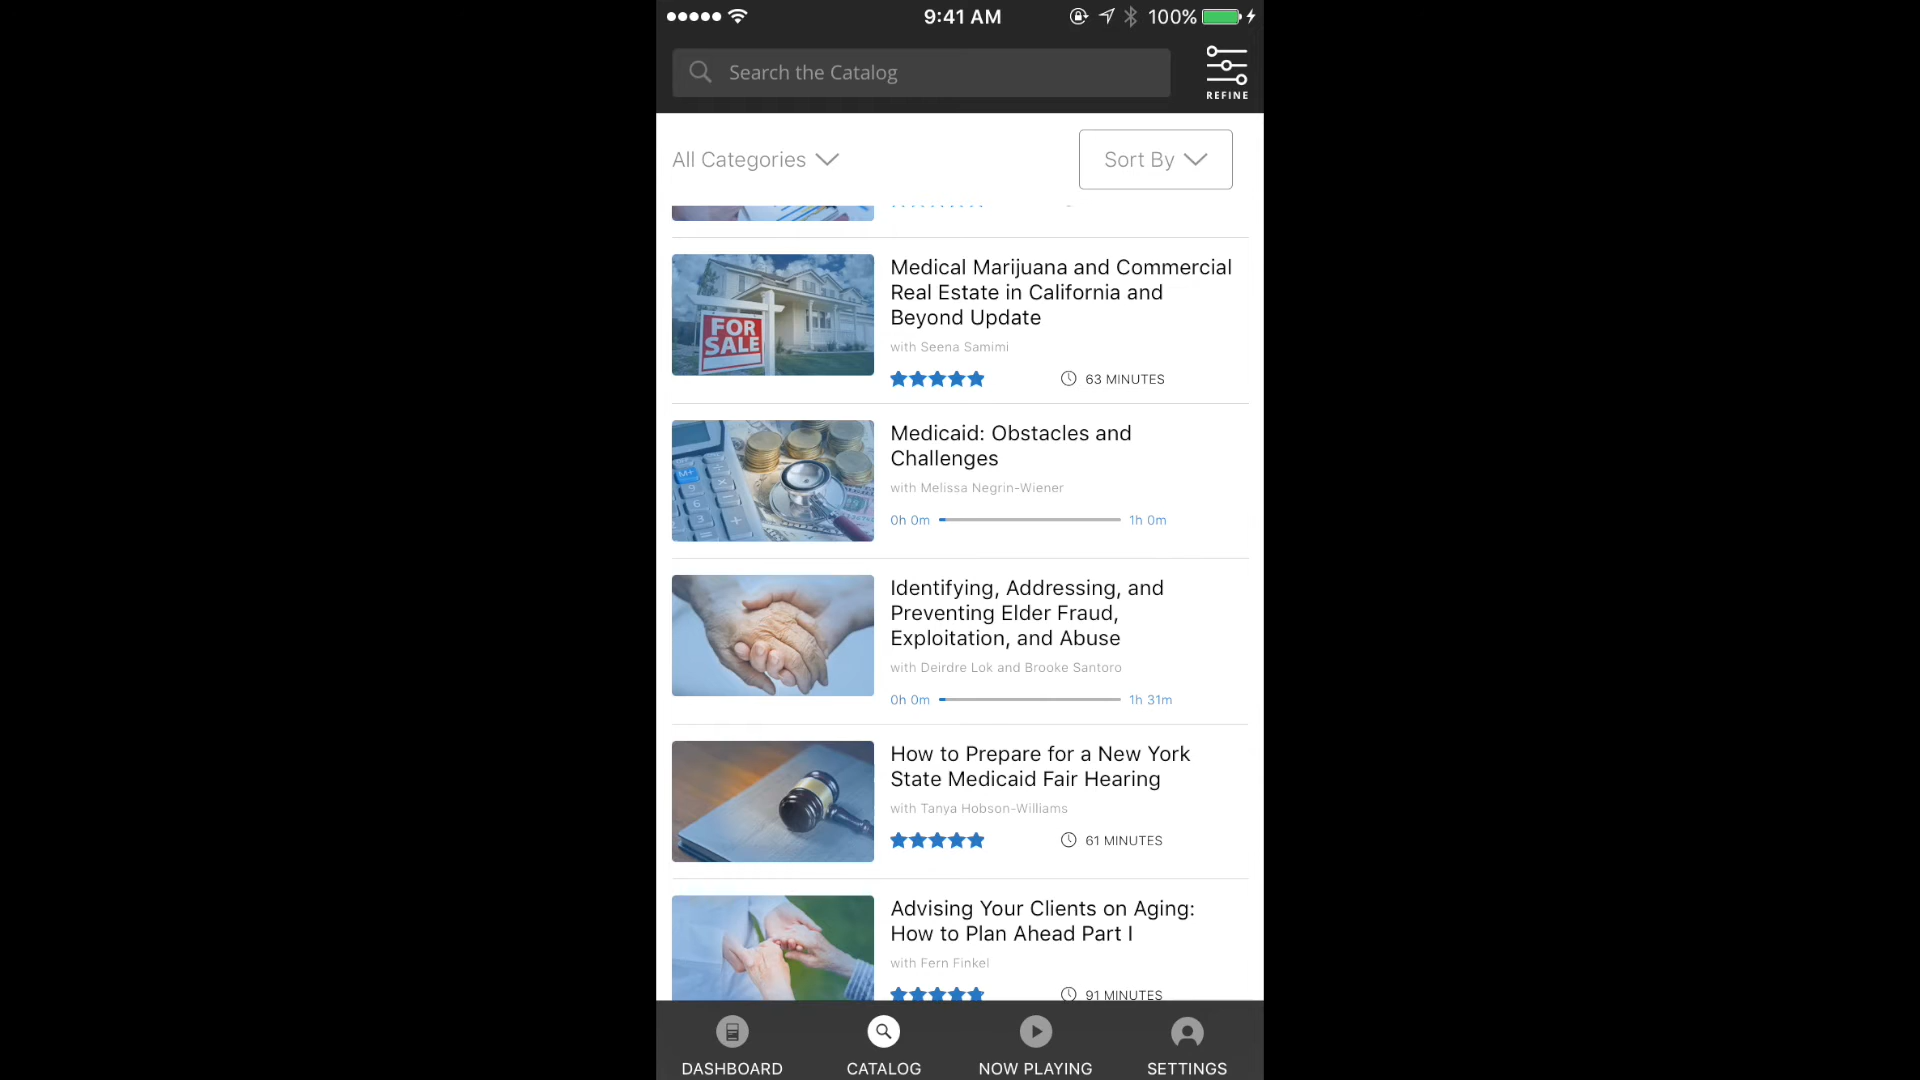 9:41 AM
100%
Search the Catalog
REFINE
All Categories
Sort By
FOR
SALE
Medical Marijuana and Commercial
Real Estate in California and
Beyond Update
with Seena Samimi
63 MINUTES
Medicaid: Obstacles and
Challenges
with Melissa Negrin-Wiener
0h 0m
1h 0m
Identifying, Addressing, and
Preventing Elder Fraud,
Exploitation, and Abuse
with Deirdre Lok and Brooke Santoro
0h 0m
1h 31m
How to Prepare for a New York
State Medicaid Fair Hearing
with Tanya Hobson-Williams
61 MINUTES
Advising Your Clients on Aging:
How to Plan Ahead Part I
with Fern Finkel
91 MINUTES
DASHBOARD
CATALOG
NOW PLAYING
SETTINGS